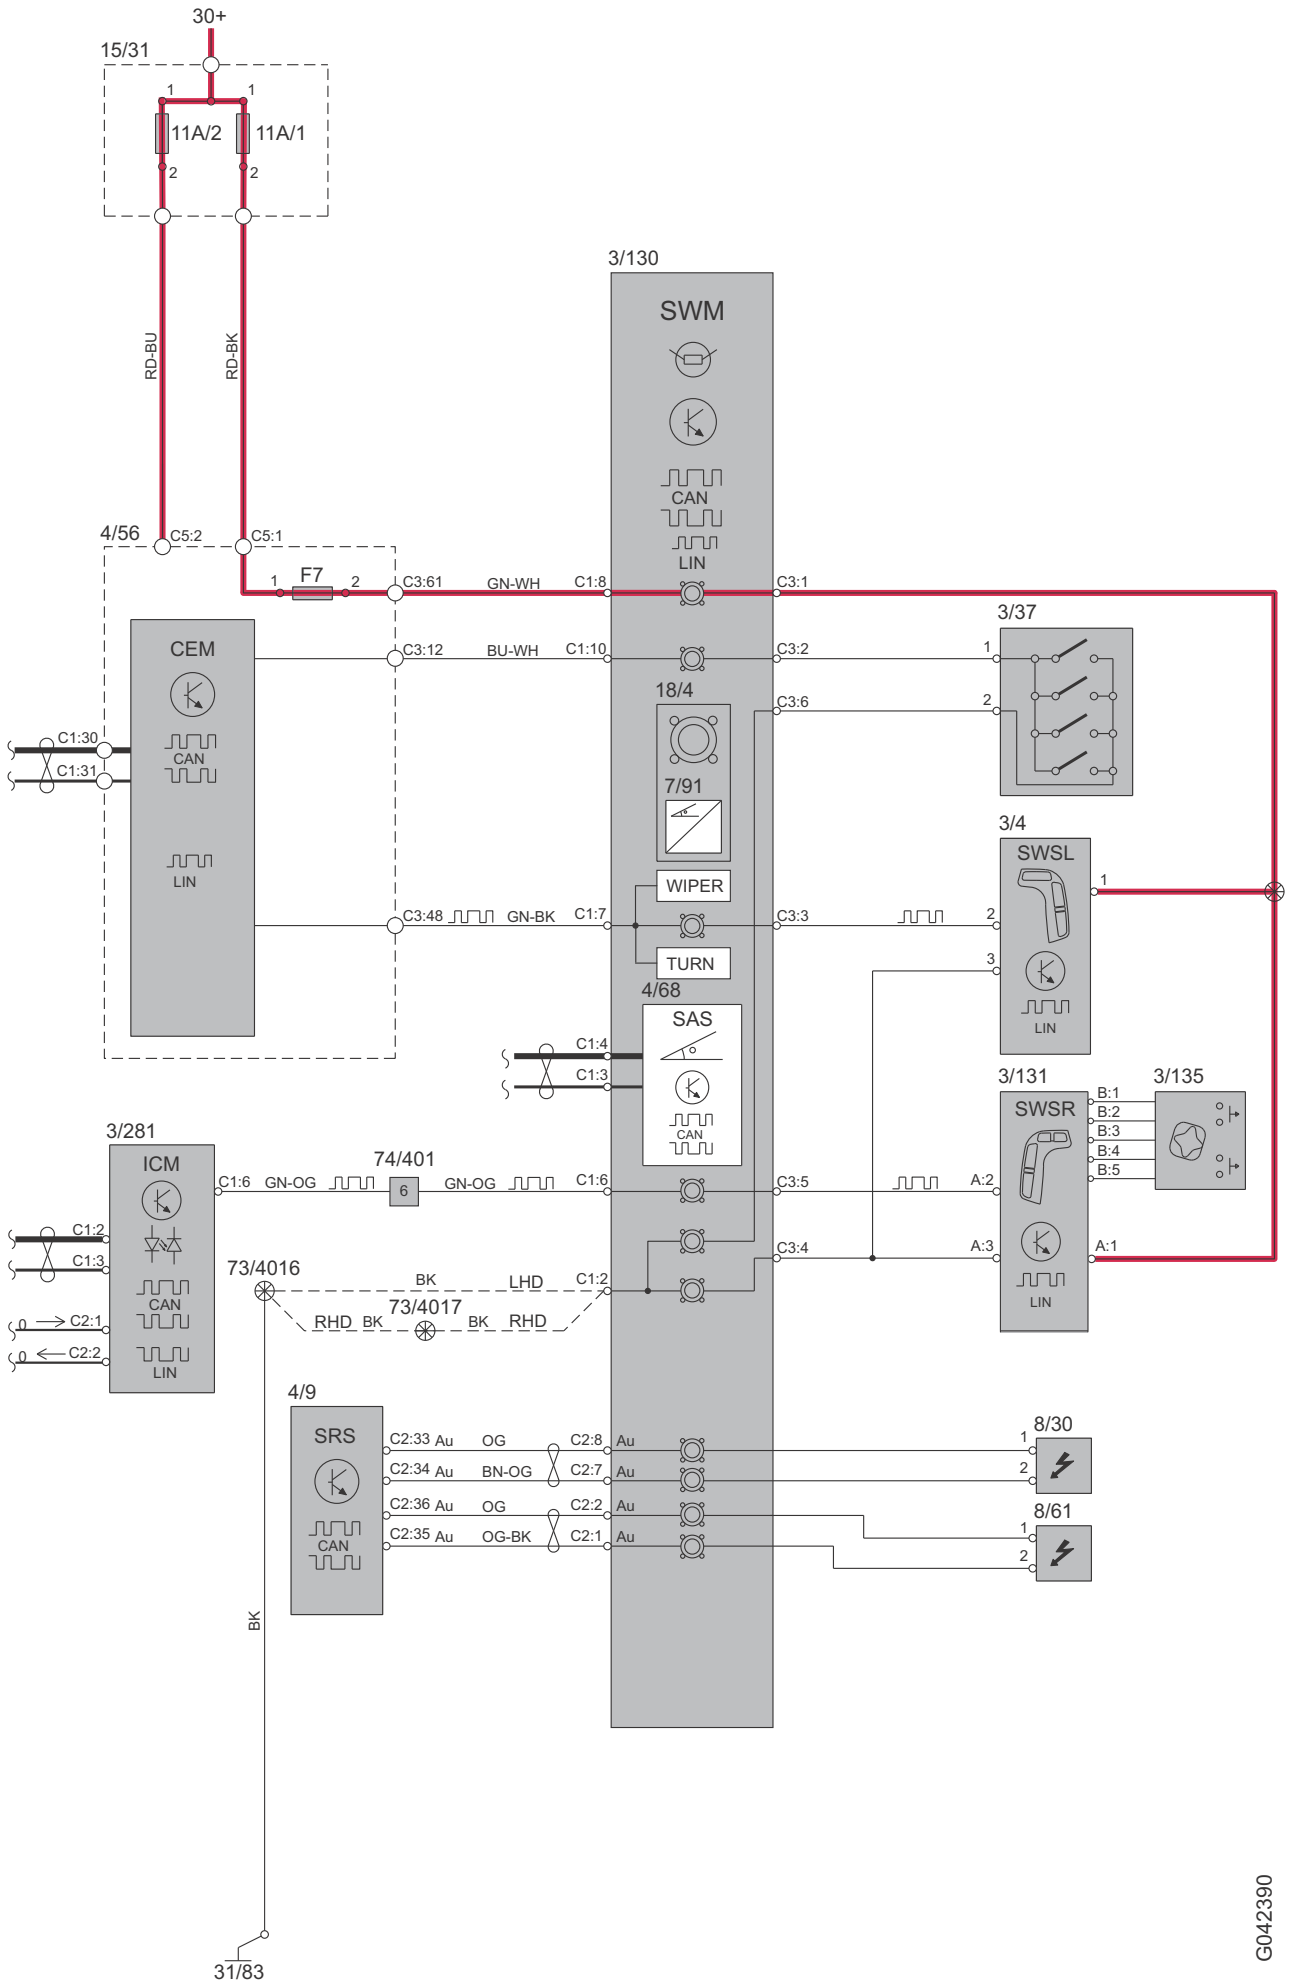 30+
15/31
1 1
11A/2 11A/1
2 2
RD-BU
RD-BK
3/130
SWM
CAN
LIN
4/56
C5:2 C5:1
1 F7 2
C3:61 GN-WH C1:8 C3:1
3/37
CEM
C3:12 BU-WH C1:10 C3:2 1
18/4
C3:6 2
C1:30
CAN
C1:31
7/91
3/4
SWSL
LIN
WIPER
1
C3:48 GN-BK C1:7 C3:3 2
TURN
3
4/68
SAS
LIN
C1:4
C1:3
3/131 3/135
SWSR
B:1
B:2
B:3
B:4
B:5
CAN
3/281
ICM
74/401
C1:6 GN-OG 6 GN-OG C1:6 C3:5 A:2
C1:2
C1:3
C3:4 A:3 A:1
73/4016
BK LHD C1:2
CAN
LIN
73/4017
RHD BK BK RHD
0 C2:1
0 C2:2
LIN
4/9
SRS
8/30
C2:33 Au OG C2:8 Au 1
C2:34 Au BN-OG C2:7 Au 2
C2:36 Au OG C2:2 Au
8/61
1
C2:35 Au OG-BK C2:1 Au
CAN
2
BK
31/83
G042390